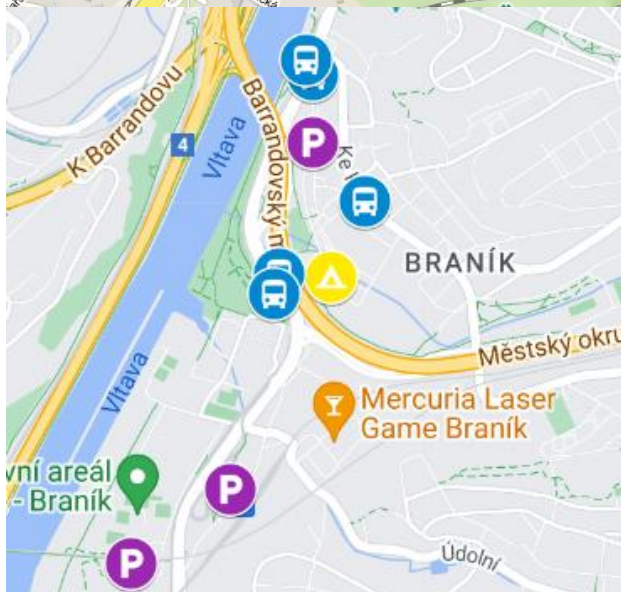 K Barrandovu
4
Vltava
Barrandovský m
P
Ke
BRANÍK
Městský okru
Vltava
Mercuria Laser
Game Braník
vní areál
- Braník
P
P
Údolní